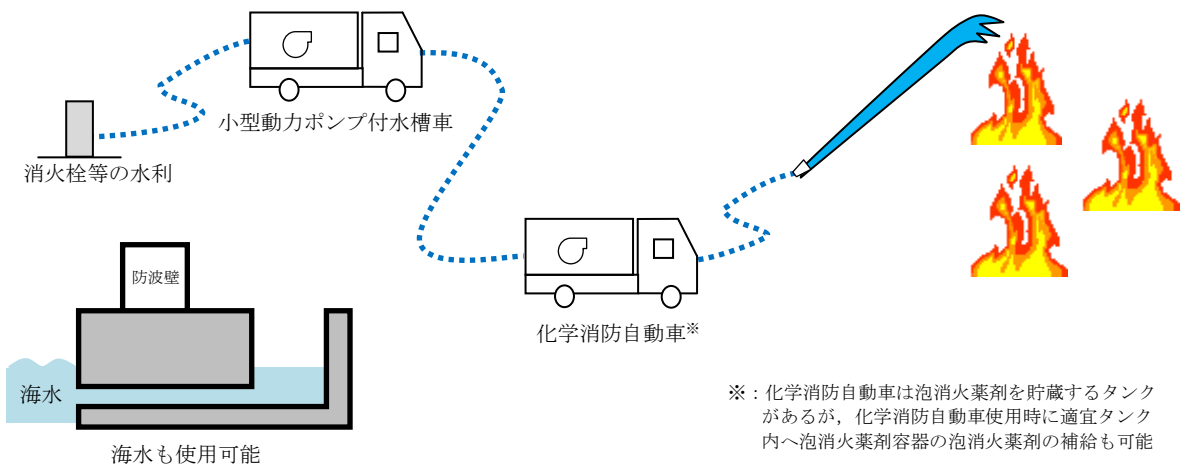 小型動力ポンプ付水槽車
消火栓等の水利
化学消防自動車※
防波壁
海水
海水も使用可能
※：化学消防自動車は泡消火薬剤を貯蔵するタンク
があるが，化学消防自動車使用時に適宜タンク
内へ泡消火薬剤容器の泡消火薬剤の補給も可能